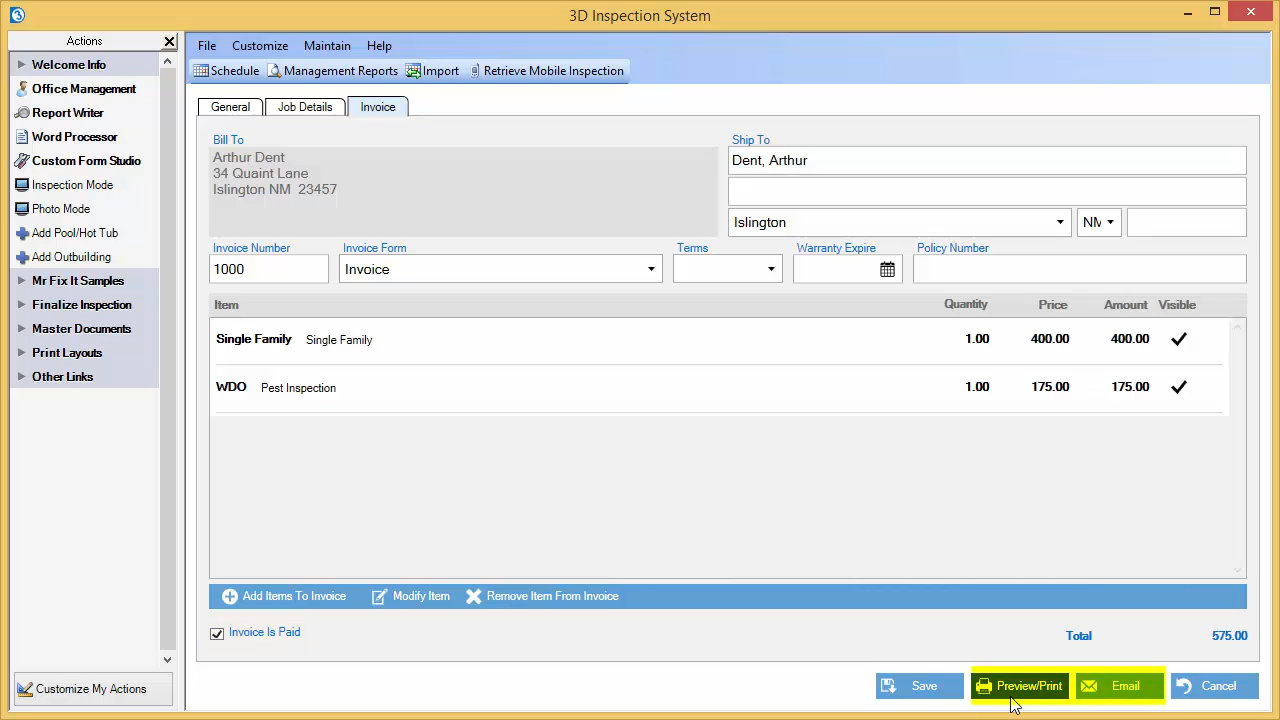 3D Inspection System
Actions
Welcome Info
Office Management
Report Writer
Word Processor
Custom Form Studio
Inspection Mode
Photo Mode
Add Pool/Hot Tub
Add Outbuilding
Mr Fix It Samples
Finalize Inspection
Master Documents
Print Layouts
Other Links
Customize My Actions
File Customize Maintain Help
Schedule Management Reports Import Retrieve Mobile Inspection
General Job Details Invoice
Bill To
Arthur Dent
34 Quaint Lane
Islington NM 23457
Ship To
Dent, Arthur
Islington NM
Invoice Number Invoice Form Terms Warranty Expire Policy Number
1000 Invoice
Item Quantity Price Amount Visible
Single Family Single Family 1.00 400.00 400.00
WDO Pest Inspection 1.00 175.00 175.00
Add Items To Invoice Modify Item Remove Item From Invoice
Invoice Is Paid Total 575.00
Save Preview/Print Email Cancel